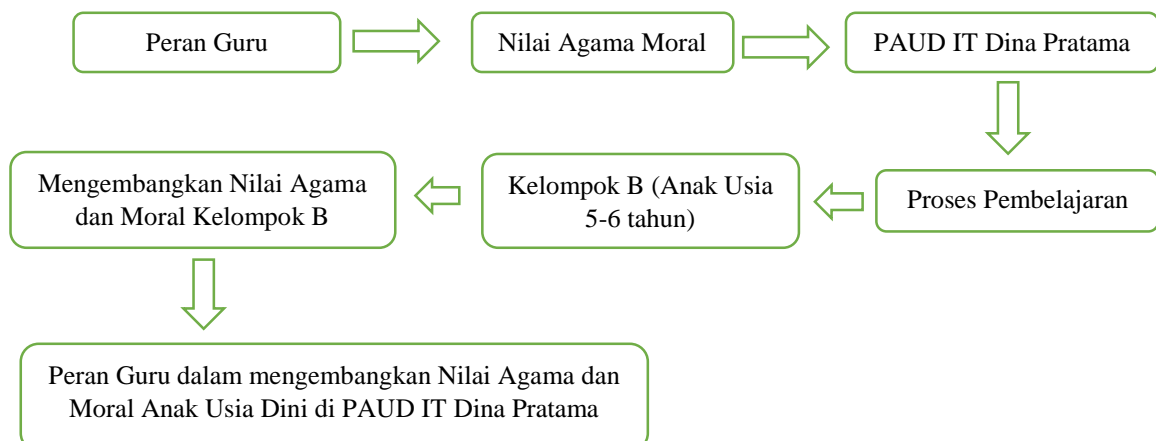 Peran Guru
Nilai Agama Moral
PAUD IT Dina Pratama
Proses Pembelajaran
Kelompok B (Anak Usia
5-6 tahun)
Mengembangkan Nilai Agama
dan Moral Kelompok B
Peran Guru dalam mengembangkan Nilai Agama dan
Moral Anak Usia Dini di PAUD IT Dina Pratama